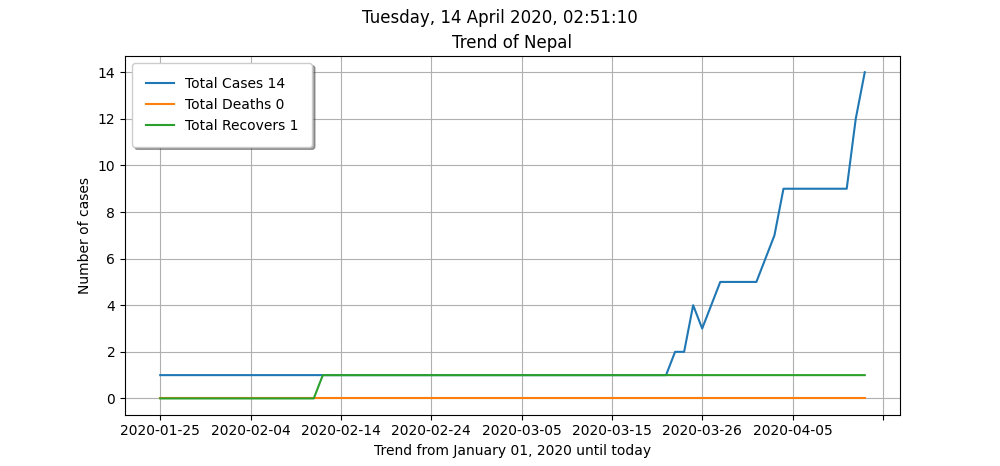 Tuesday, 14 April 2020, 02:51:10
Trend of Nepal
Total Cases 14
Total Deaths 0
Total Recovers 1
Number of cases
14
12
10
8
6
4
2
0
2020-01-25 2020-02-04 2020-02-14 2020-02-24 2020-03-05 2020-03-15 2020-03-26 2020-04-05
Trend from January 01, 2020 until today